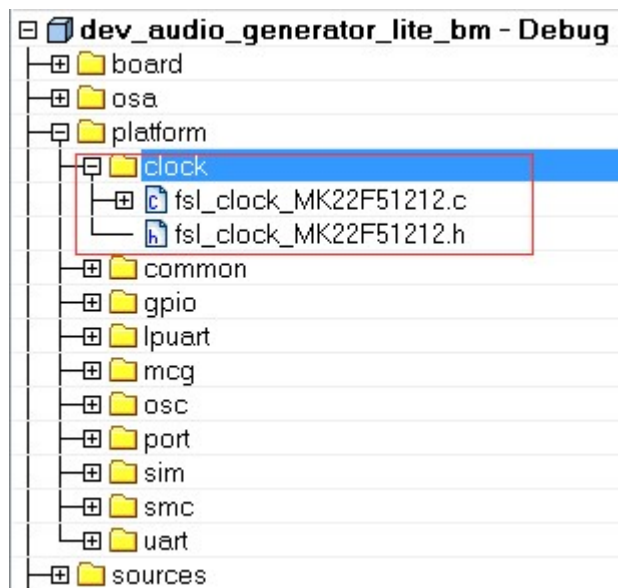 dev_audio_generator_lite_bm - Debug
board
osa
platform
clock
fsl_clock_MK22F51212.c
fsl_clock_MK22F51212.h
common
gpio
lpuart
mcg
osc
port
sim
smc
uart
sources